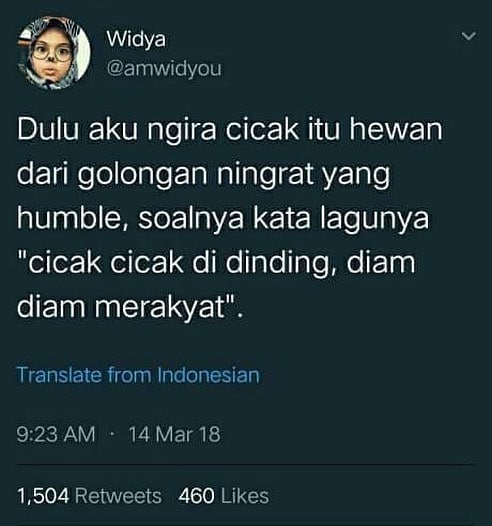 Widya
@amwidyou
Dulu aku ngira cicak itu hewan
dari golongan ningrat yang
humble, soalnya kata lagunya
"cicak cicak di dinding, diam
diam merakyat".
Translate from Indonesian
9:23 AM · 14 Mar 18
1,504 Retweets 460 Likes